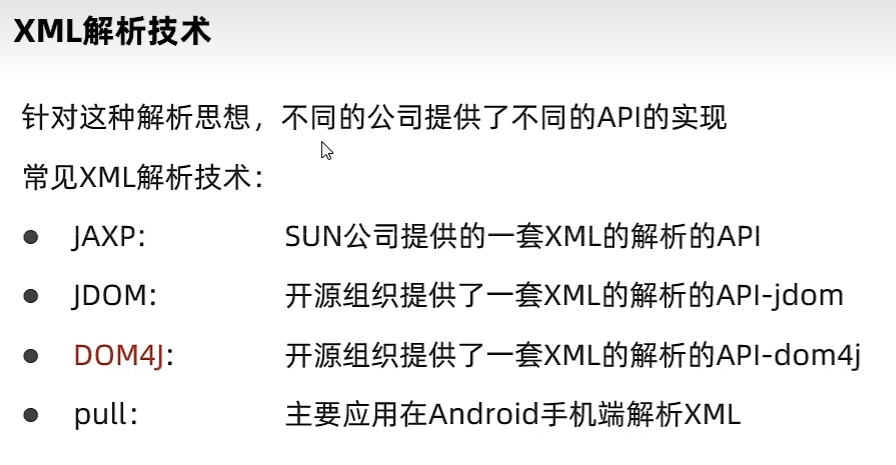 XML解析技术
针对这种解析思想，不同的公司提供了不同的API的实现
常见XML解析技术：
● JAXP： SUN公司提供的一套XML的解析的API
● JDOM： 开源组织提供了一套XML的解析的API-jdom
● DOM4J： 开源组织提供了一套XML的解析的API-dom4j
● pull： 主要应用在Android手机端解析XML